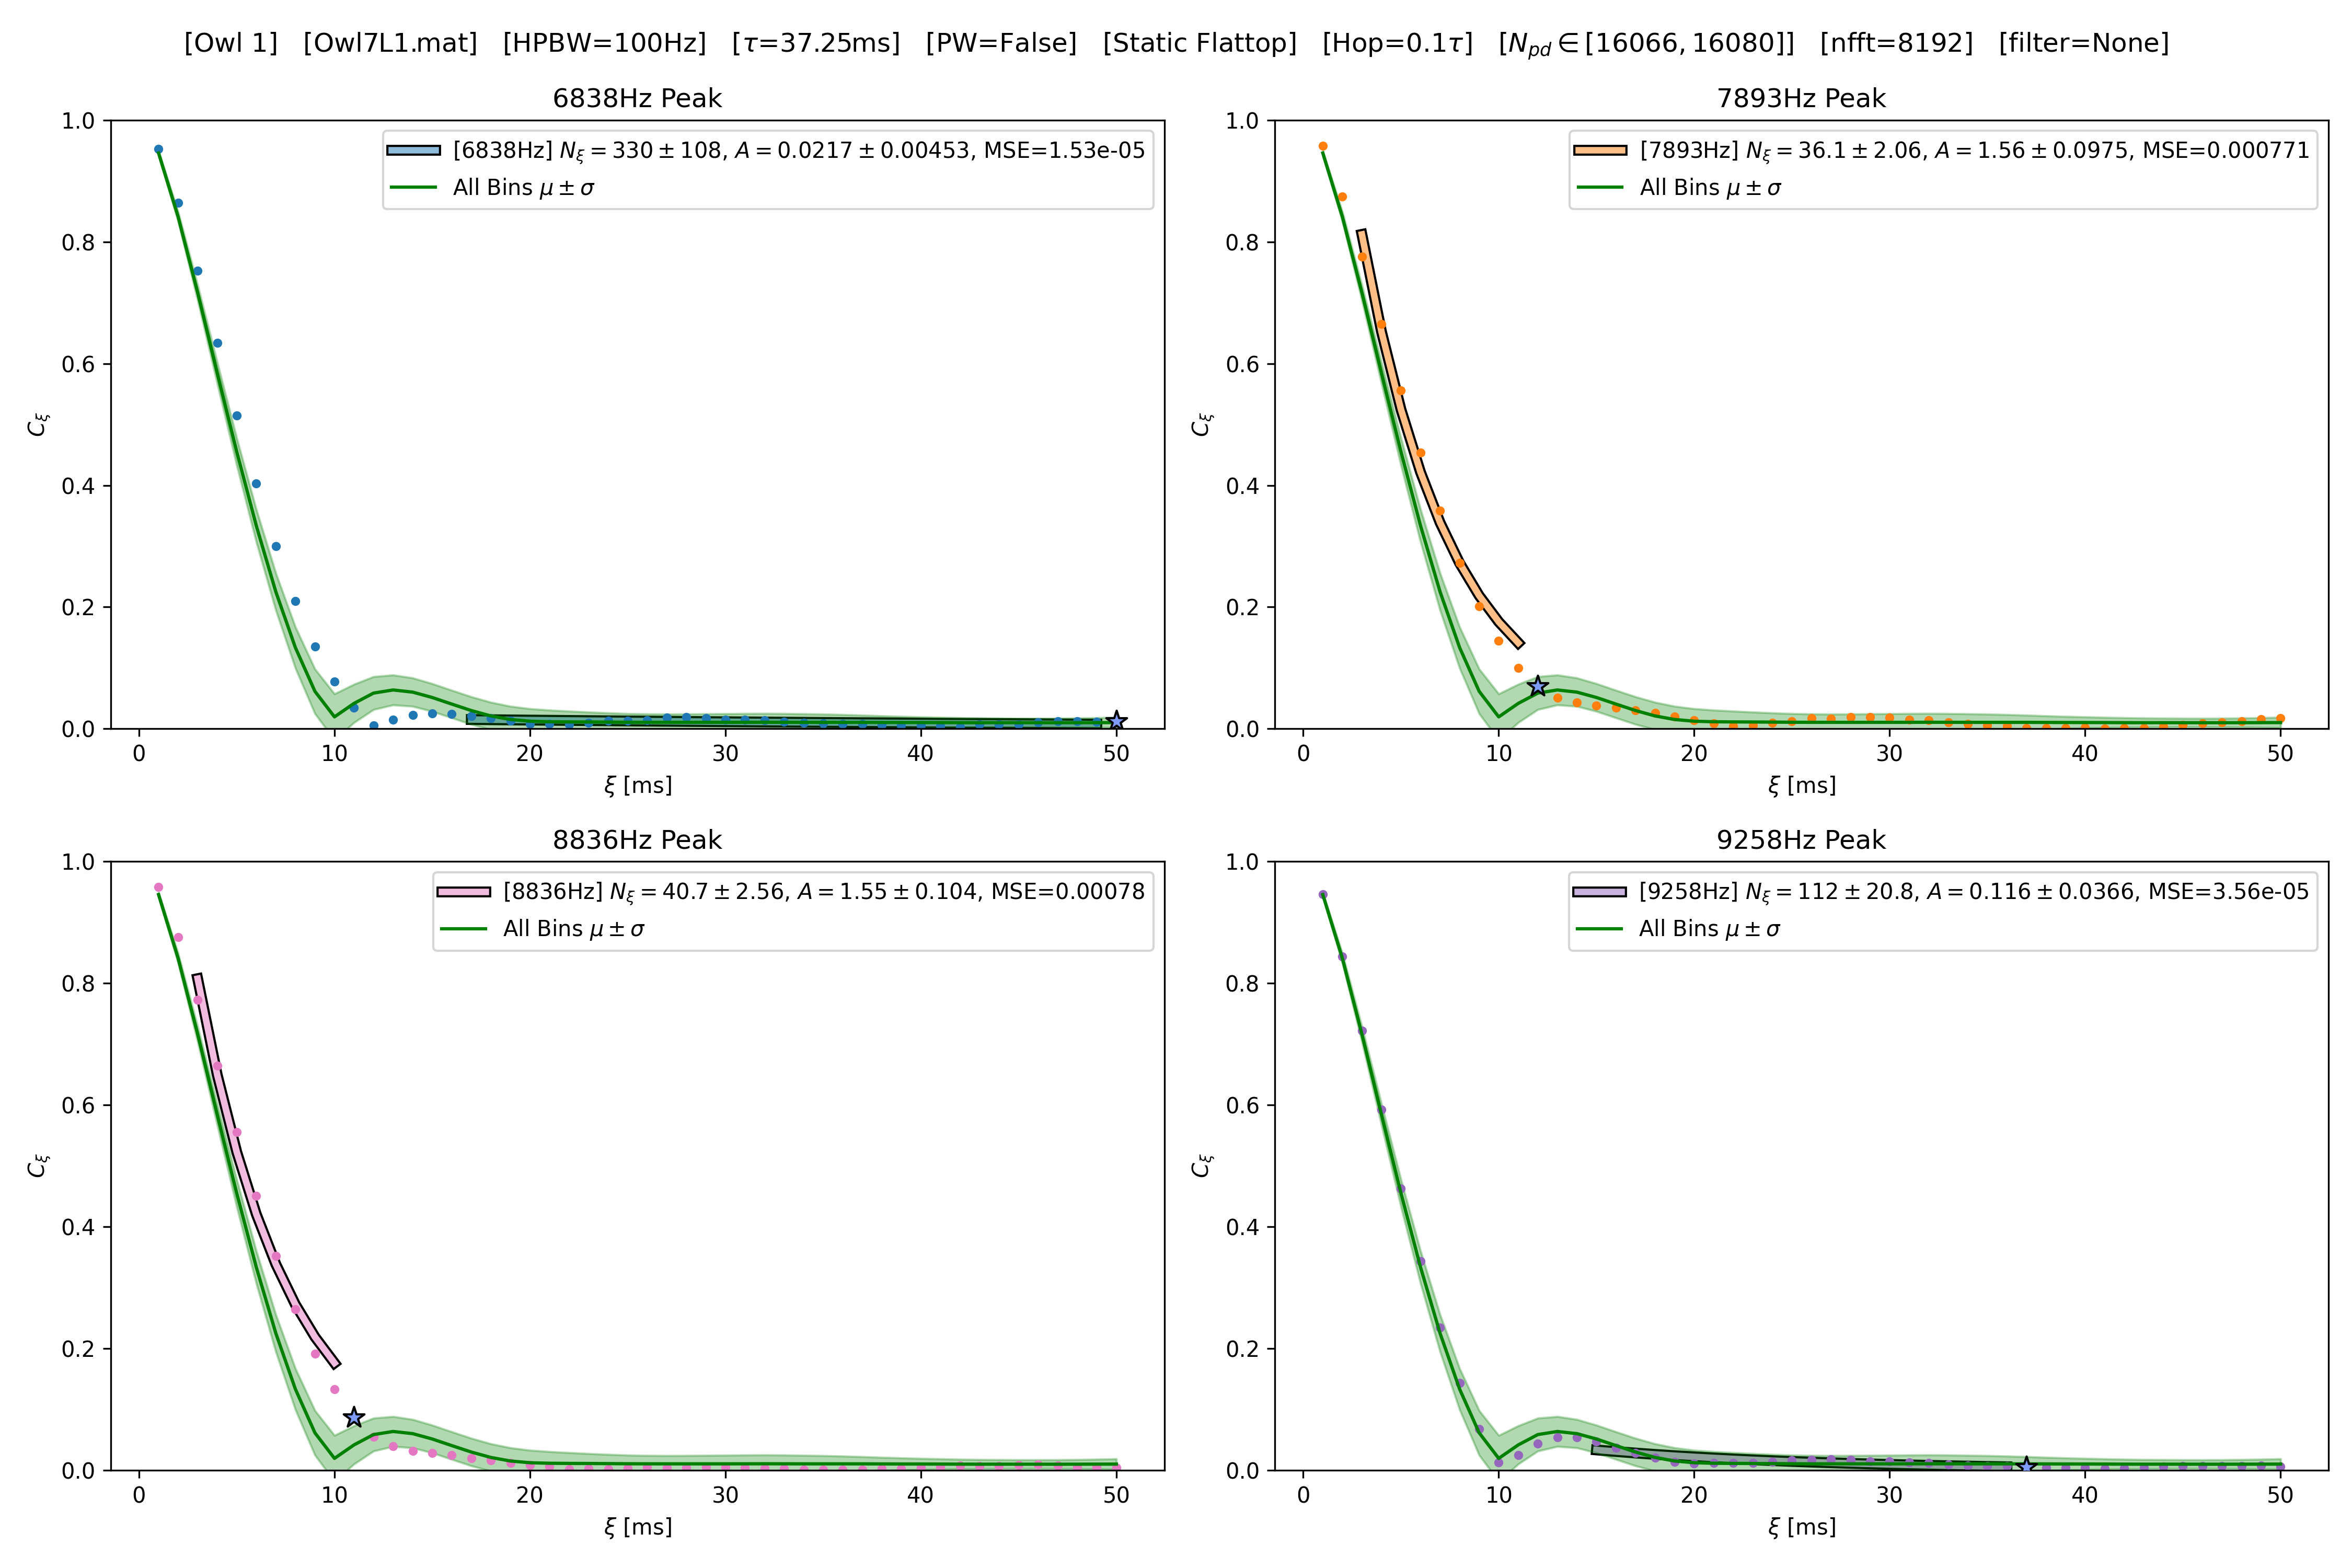 [Owl 1] [Owl7L1.mat] [HPBW=100Hz] [τ=37.25ms] [PW=False] [Static Flattop] [Hop=0.1τ] [N_pd ∈ [16066, 16080]] [nfft=8192] [filter=None]
6838Hz Peak
[6838Hz] N_ξ = 330 ± 108, A = 0.0217 ± 0.00453, MSE=1.53e-05
All Bins μ ± σ
1.0
0.8
0.6
0.4
0.2
0.0
C_ξ
0 10 20 30 40 50
ξ [ms]
7893Hz Peak
[7893Hz] N_ξ = 36.1 ± 2.06, A = 1.56 ± 0.0975, MSE=0.000771
All Bins μ ± σ
1.0
0.8
0.6
0.4
0.2
0.0
C_ξ
0 10 20 30 40 50
ξ [ms]
8836Hz Peak
[8836Hz] N_ξ = 40.7 ± 2.56, A = 1.55 ± 0.104, MSE=0.00078
All Bins μ ± σ
1.0
0.8
0.6
0.4
0.2
0.0
C_ξ
0 10 20 30 40 50
ξ [ms]
9258Hz Peak
[9258Hz] N_ξ = 112 ± 20.8, A = 0.116 ± 0.0366, MSE=3.56e-05
All Bins μ ± σ
1.0
0.8
0.6
0.4
0.2
0.0
C_ξ
0 10 20 30 40 50
ξ [ms]